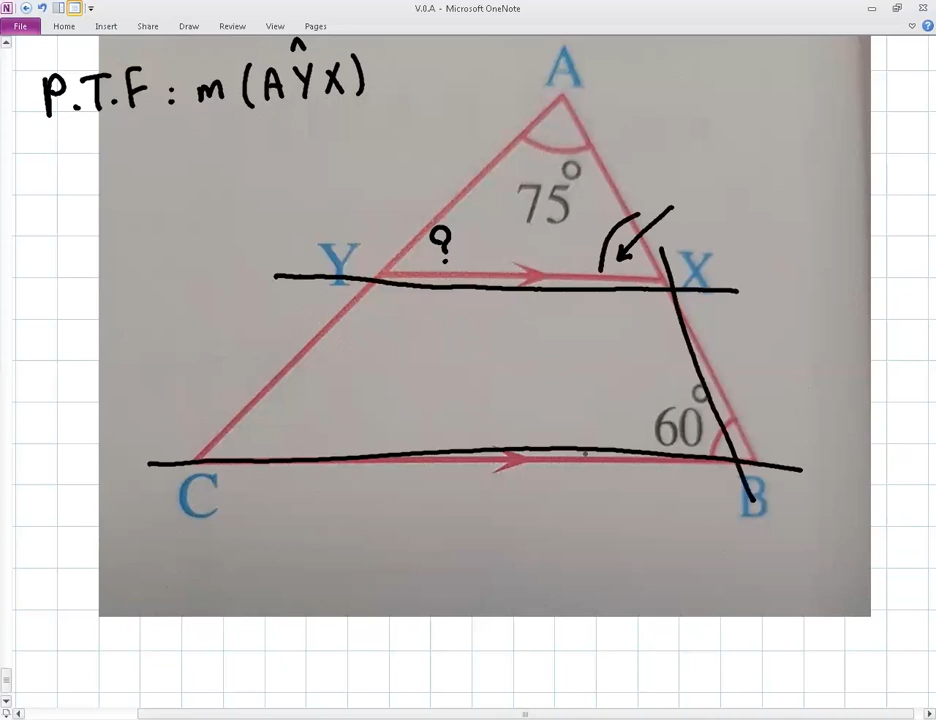 V.0.A - Microsoft OneNote
File Home Insert Share Draw Review View Pages
P.T.F : m (AŶX)
A
75°
?
Y
X
60°
C
B